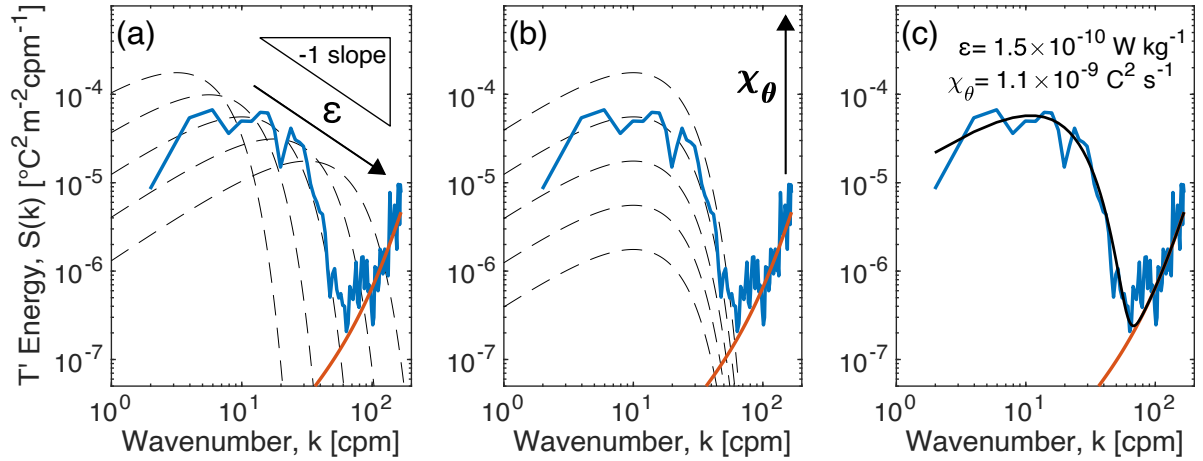 T' Energy, S(k) [°C²m⁻²cpm⁻¹]
10⁻⁴
10⁻⁵
10⁻⁶
10⁻⁷
(a)
-1 slope
ε
10⁰ 10¹ 10²
Wavenumber, k [cpm]
(b)
χθ
10⁻⁴
10⁻⁵
10⁻⁶
10⁻⁷
10⁰ 10¹ 10²
Wavenumber, k [cpm]
(c)
ε= 1.5×10⁻¹⁰ W kg⁻¹
χθ= 1.1×10⁻⁹ C² s⁻¹
10⁻⁴
10⁻⁵
10⁻⁶
10⁻⁷
10⁰ 10¹ 10²
Wavenumber, k [cpm]